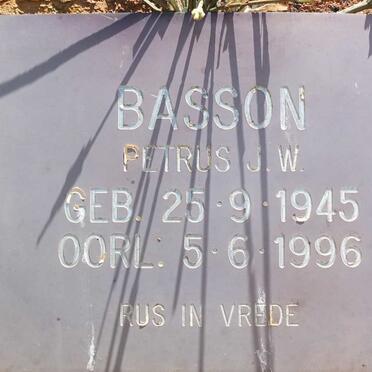 BASSON
PETRUS J.W.
GEB. 25·9·1945
OORL. 5·6·1996
RUS IN VREDE